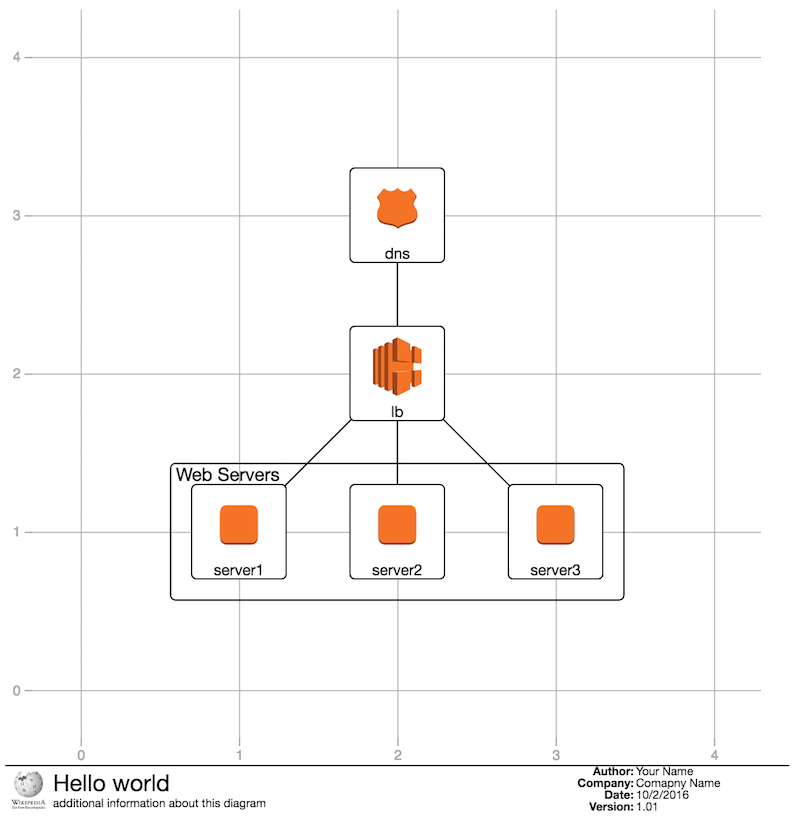 4
3
dns
2
lb
Web Servers
1
server1 server2 server3
0
0 1 2 3 4
WIKIPEDIA
The Free Encyclopedia
Hello world
additional information about this diagram
Author: Your Name
Company: Comapny Name
Date: 10/2/2016
Version: 1.01